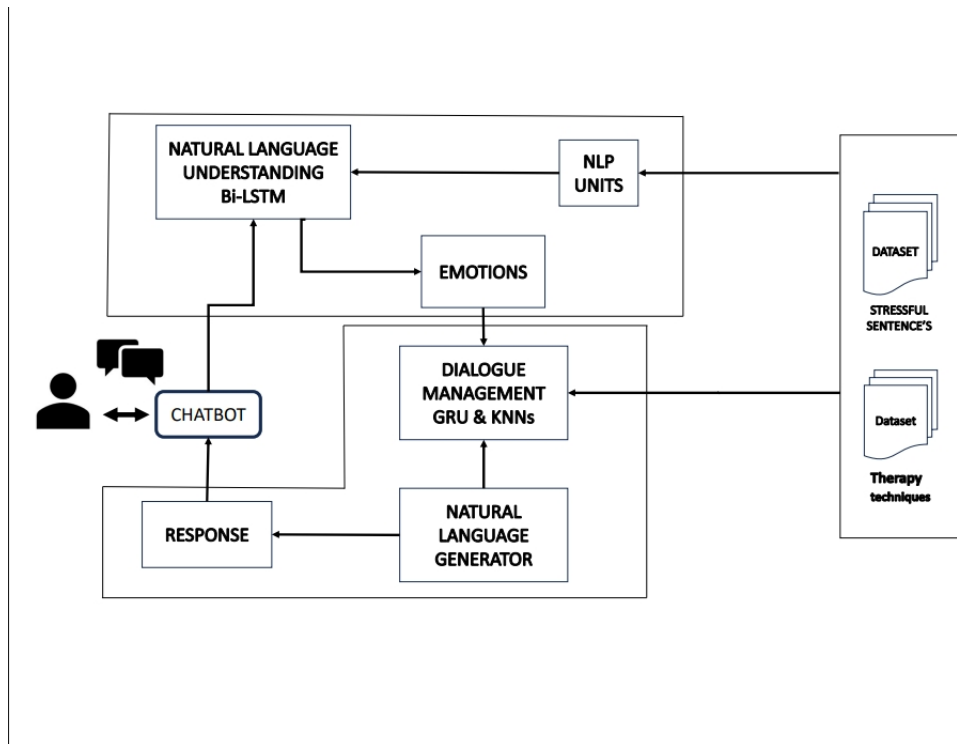 NATURAL LANGUAGE
UNDERSTANDING
Bi-LSTM
NLP
UNITS
EMOTIONS
DATASET
STRESSFUL
SENTENCE'S
CHATBOT
DIALOGUE
MANAGEMENT
GRU & KNNs
Dataset
Therapy
techniques
RESPONSE
NATURAL
LANGUAGE
GENERATOR